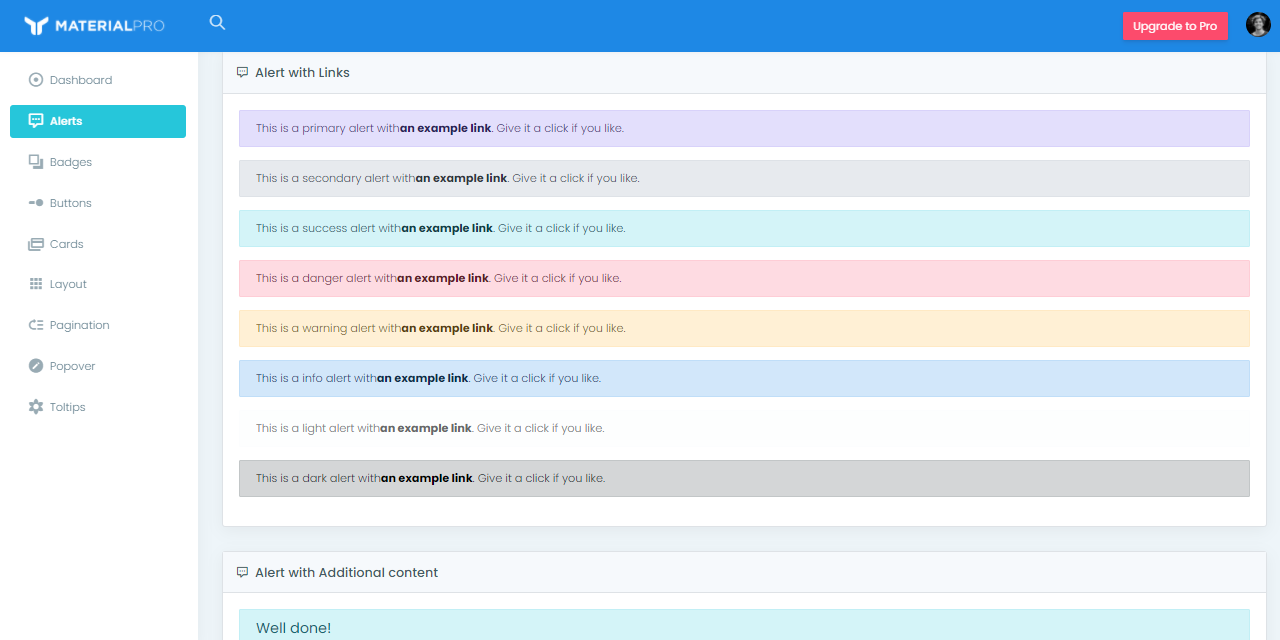 MATERIALPRO
Upgrade to Pro
Dashboard
Alerts
Badges
Buttons
Cards
Layout
Pagination
Popover
Toltips
Alert with Links
This is a primary alert withan example link. Give it a click if you like.
This is a secondary alert withan example link. Give it a click if you like.
This is a success alert withan example link. Give it a click if you like.
This is a danger alert withan example link. Give it a click if you like.
This is a warning alert withan example link. Give it a click if you like.
This is a info alert withan example link. Give it a click if you like.
This is a light alert withan example link. Give it a click if you like.
This is a dark alert withan example link. Give it a click if you like.
Alert with Additional content
Well done!